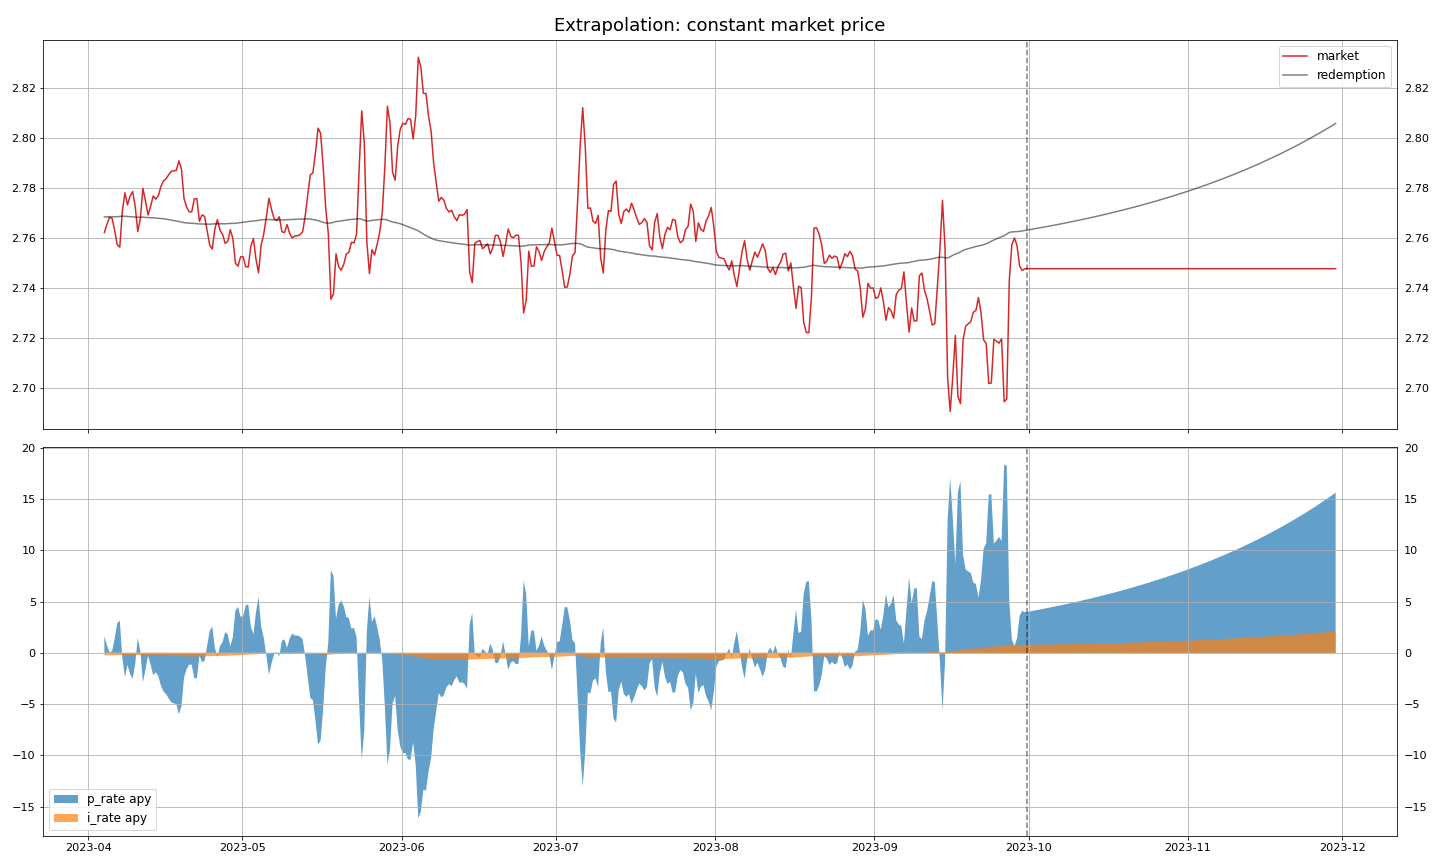 Extrapolation: constant market price
market
redemption
2.82 2.82
2.80 2.80
2.78 2.78
2.76 2.76
2.74 2.74
2.72 2.72
2.70 2.70
20 20
15 15
10 10
5 5
0 0
−5 −5
−10 −10
−15 −15
p_rate apy
i_rate apy
2023-04 2023-05 2023-06 2023-07 2023-08 2023-09 2023-10 2023-11 2023-12